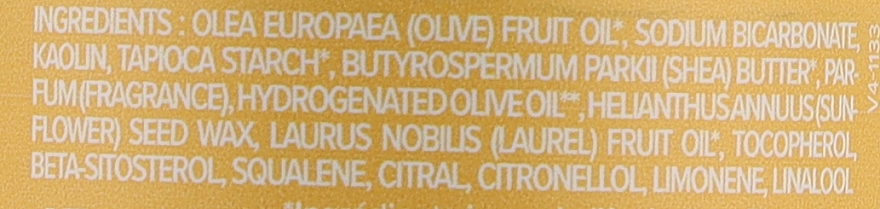 INGREDIENTS : OLEA EUROPAEA (OLIVE) FRUIT OIL*, SODIUM BICARBONATE,
KAOLIN, TAPIOCA STARCH*, BUTYROSPERMUM PARKII (SHEA) BUTTER*, PAR-
FUM (FRAGRANCE), HYDROGENATED OLIVE OIL**, HELIANTHUS ANNUUS (SUN-
FLOWER) SEED WAX, LAURUS NOBILIS (LAUREL) FRUIT OIL*, TOCOPHEROL,
BETA-SITOSTEROL, SQUALENE, CITRAL, CITRONELLOL, LIMONENE, LINALOOL
V4-1133